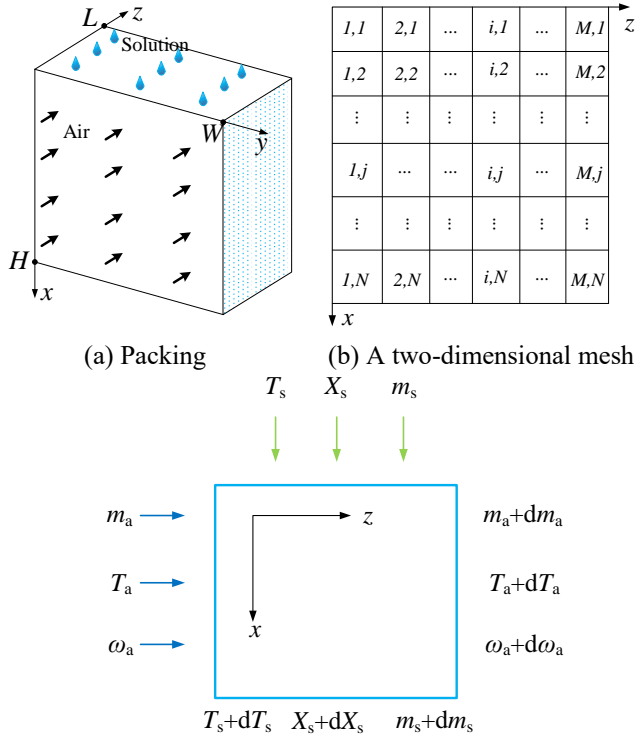 L
z
Solution
Air
W
y
H
x
z
1,1 2,1 ... i,1 ... M,1
1,2 2,2 ... i,2 ... M,2
⋮ ⋮ ⋮ ⋮ ⋮ ⋮
1,j ... ... i,j ... M,j
⋮ ⋮ ⋮ ⋮ ⋮ ⋮
1,N 2,N ... i,N ... M,N
x
(a) Packing
(b) A two-dimensional mesh
Tₛ Xₛ mₛ
mₐ z mₐ+dmₐ
Tₐ Tₐ+dTₐ
x
ωₐ ωₐ+dωₐ
Tₛ+dTₛ Xₛ+dXₛ mₛ+dmₛ